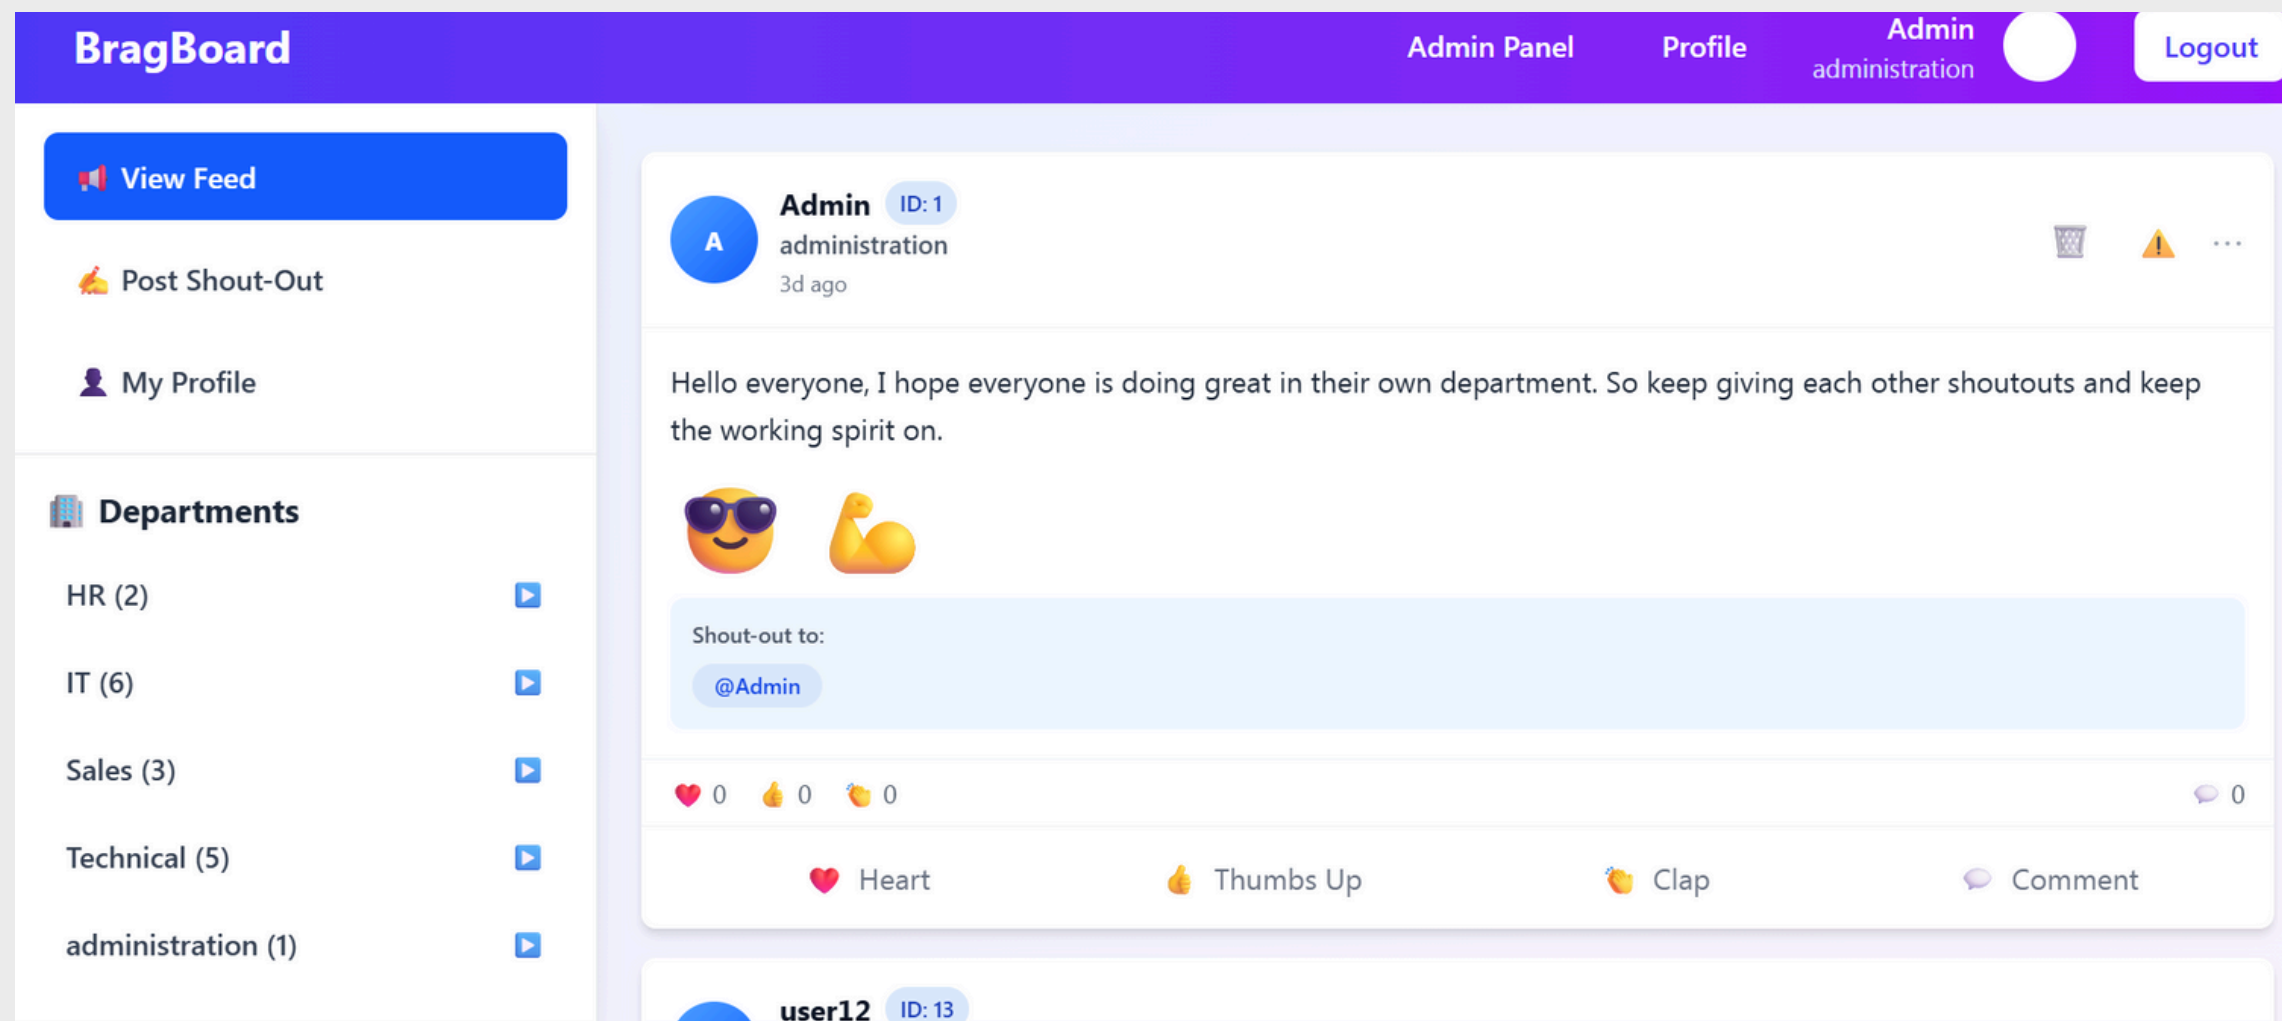 BragBoard
Admin Panel
Profile
Admin
administration
Logout
View Feed
Post Shout-Out
My Profile
Departments
HR (2)
IT (6)
Sales (3)
Technical (5)
administration (1)
Admin ID: 1
administration
3d ago
...
Hello everyone, I hope everyone is doing great in their own department. So keep giving each other shoutouts and keep
the working spirit on.
Shout-out to:
@Admin
0 0 0 0
Heart
Thumbs Up
Clap
Comment
A
user12 ID: 13